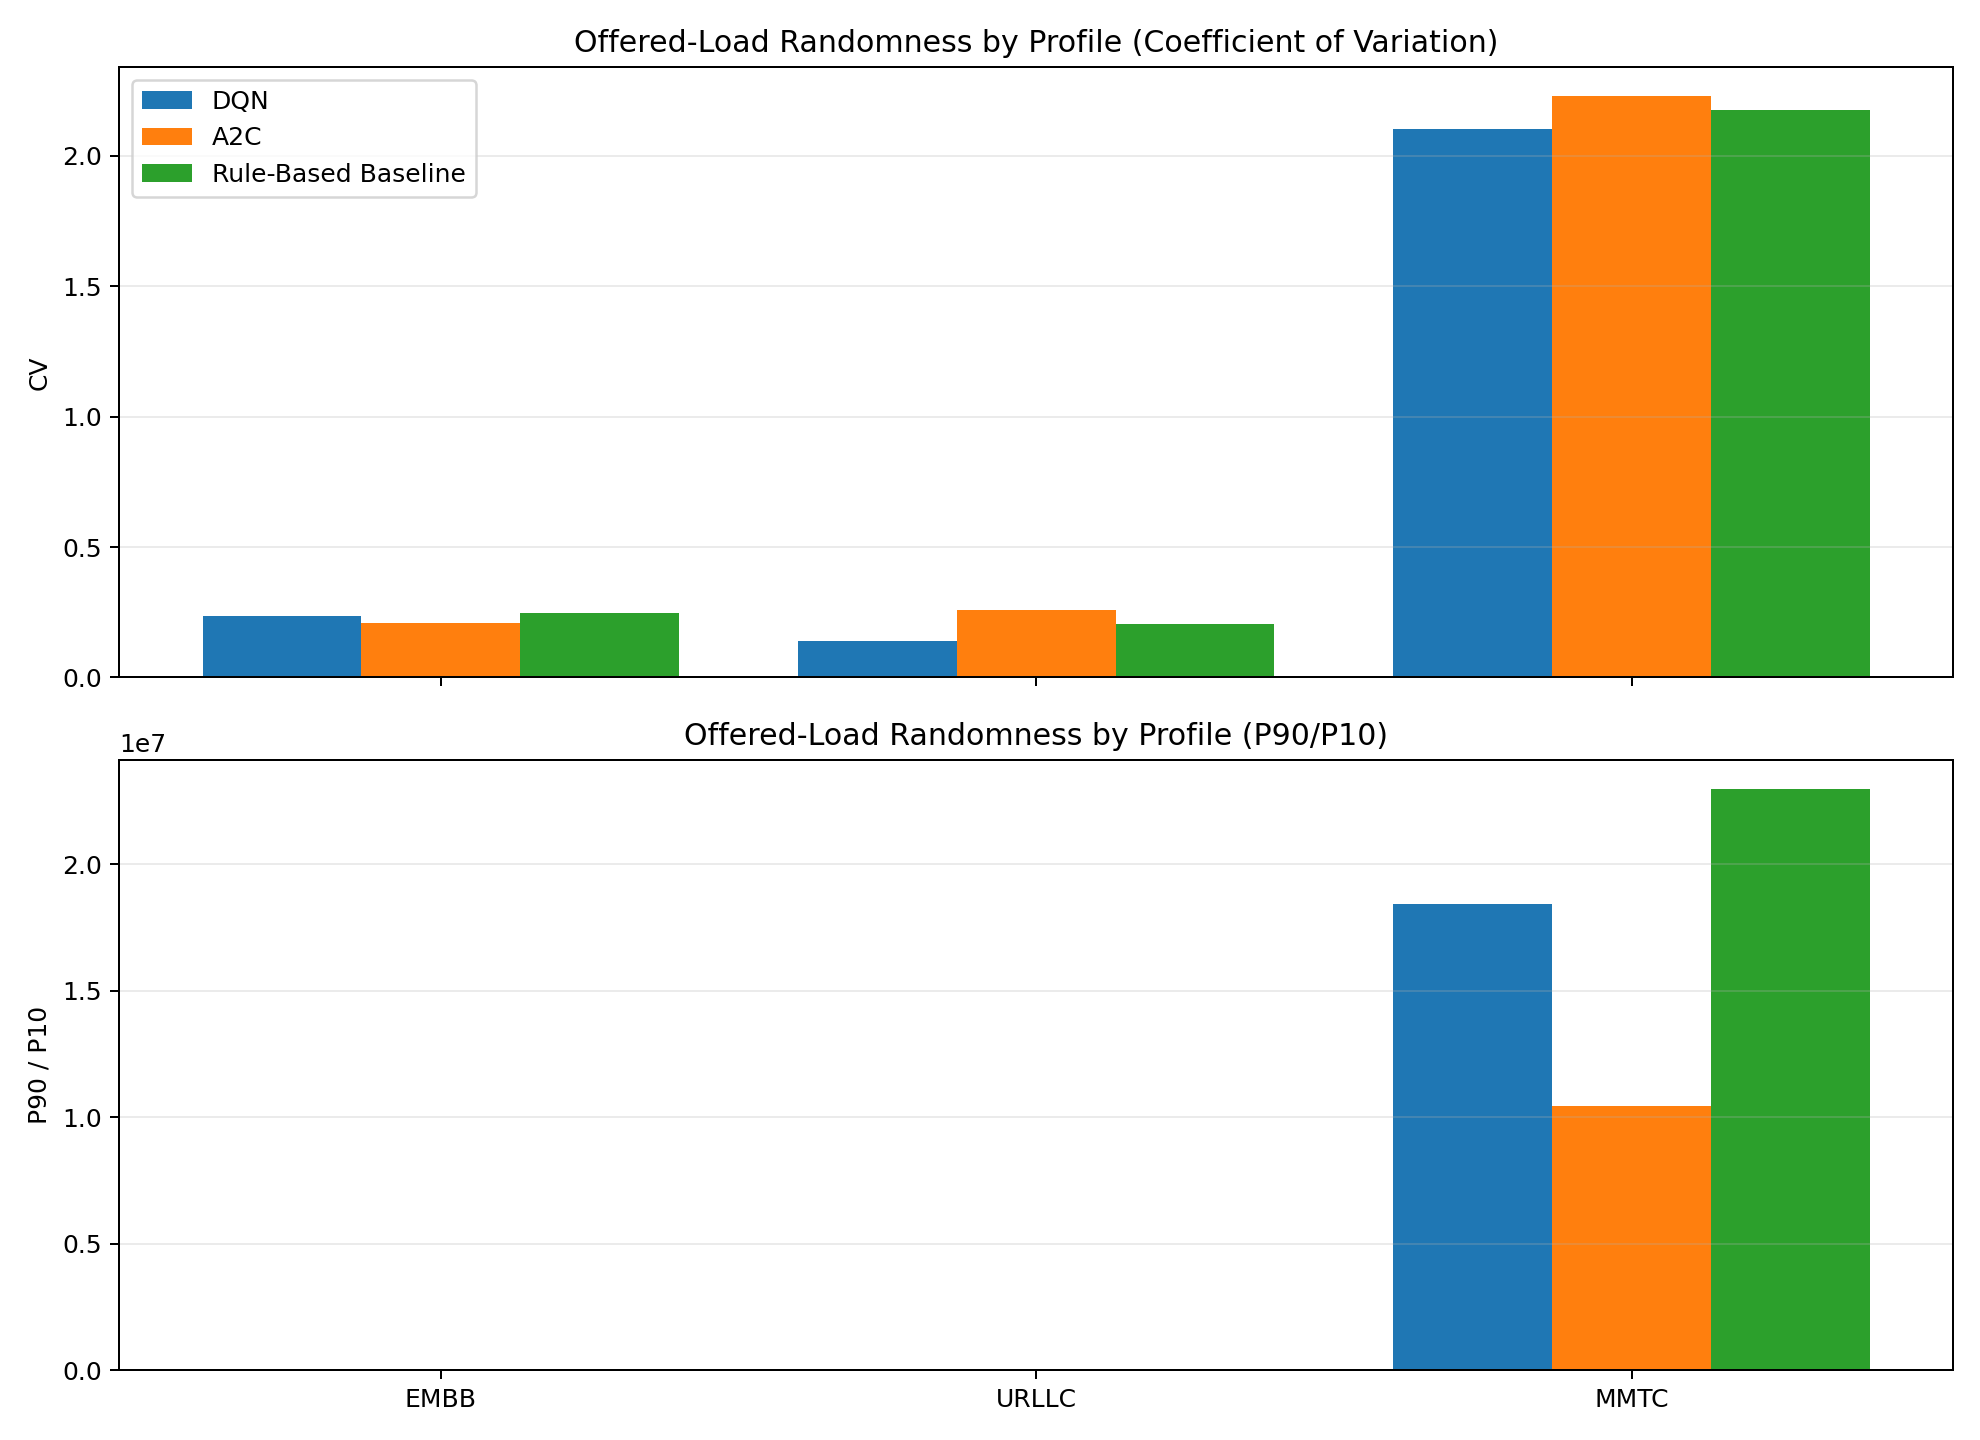 Offered-Load Randomness by Profile (Coefficient of Variation)
DQN
A2C
Rule-Based Baseline
CV
2.0
1.5
1.0
0.5
0.0
Offered-Load Randomness by Profile (P90/P10)
1e7
P90 / P10
2.0
1.5
1.0
0.5
0.0
EMBB URLLC MMTC